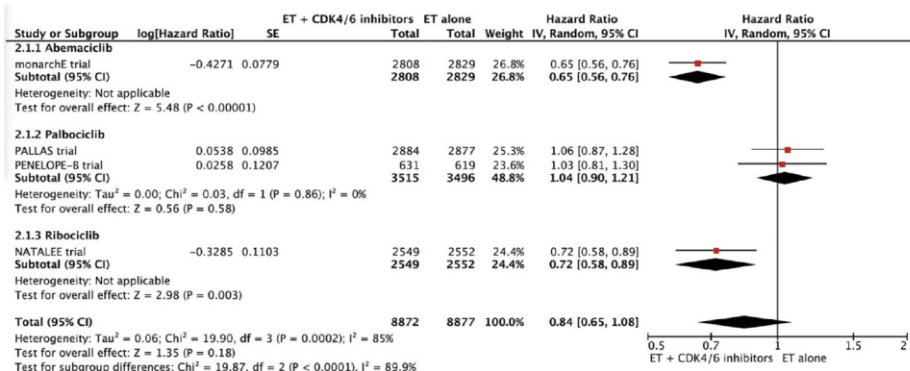 ET + CDK4/6 inhibitors ET alone Hazard Ratio Hazard Ratio
Study or Subgroup log[Hazard Ratio] SE Total Total Weight IV, Random, 95% CI IV, Random, 95% CI
2.1.1 Abemaciclib
monarchE trial -0.4271 0.0779 2808 2829 26.8% 0.65 [0.56, 0.76]
Subtotal (95% CI) 2808 2829 26.8% 0.65 [0.56, 0.76]
Heterogeneity: Not applicable
Test for overall effect: Z = 5.48 (P < 0.00001)
2.1.2 Palbociclib
PALLAS trial 0.0538 0.0985 2884 2877 25.3% 1.06 [0.87, 1.28]
PENELOPE-B trial 0.0258 0.1207 631 619 23.6% 1.03 [0.81, 1.30]
Subtotal (95% CI) 3515 3496 48.8% 1.04 [0.90, 1.21]
Heterogeneity: Tau² = 0.00; Chi² = 0.03, df = 1 (P = 0.86); I² = 0%
Test for overall effect: Z = 0.56 (P = 0.58)
2.1.3 Ribociclib
NATALEE trial -0.3285 0.1103 2549 2552 24.4% 0.72 [0.58, 0.89]
Subtotal (95% CI) 2549 2552 24.4% 0.72 [0.58, 0.89]
Heterogeneity: Not applicable
Test for overall effect: Z = 2.98 (P = 0.003)
Total (95% CI) 8872 8877 100.0% 0.84 [0.65, 1.08]
Heterogeneity: Tau² = 0.06; Chi² = 19.90, df = 3 (P = 0.0002); I² = 85%
Test for overall effect: Z = 1.35 (P = 0.18)
Test for subgroup differences: Chi² = 19.87, df = 2 (P < 0.0001), I² = 89.9%
0.5 0.7 1 1.5 2
ET + CDK4/6 inhibitors ET alone